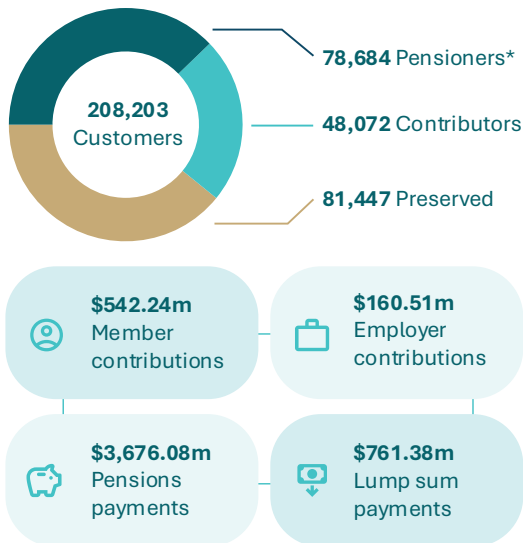 208,203
Customers
78,684 Pensioners*
48,072 Contributors
81,447 Preserved
$542.24m
Member
contributions
$160.51m
Employer
contributions
$3,676.08m
Pensions
payments
$761.38m
Lump sum
payments